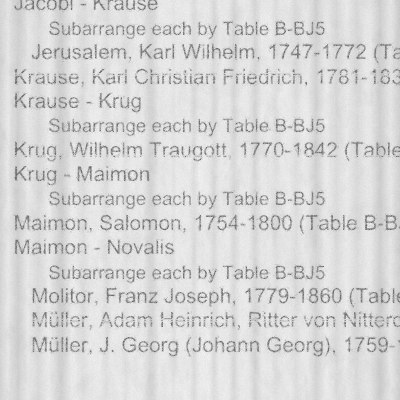 Jacobi - Krause
Subarrange each by Table B-BJ5
Jerusalem, Karl Wilhelm, 1747-1772 (Ta
Krause, Karl Christian Friedrich, 1781-183
Krause - Krug
Subarrange each by Table B-BJ5
Krug, Wilhelm Traugott, 1770-1842 (Table
Krug - Maimon
Subarrange each by Table B-BJ5
Maimon, Salomon, 1754-1800 (Table B-B
Maimon - Novalis
Subarrange each by Table B-BJ5
Molitor, Franz Joseph, 1779-1860 (Table
Müller, Adam Heinrich, Ritter von Nitterd
Müller, J. Georg (Johann Georg), 1759-